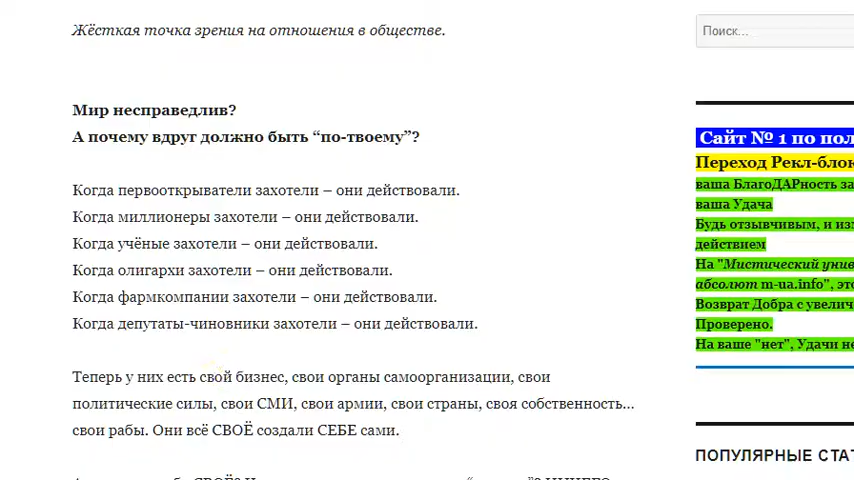 Жёсткая точка зрения на отношения в обществе.
Мир несправедлив?
А почему вдруг должно быть “по-твоему”?
Когда первооткрыватели захотели – они действовали.
Когда миллионеры захотели – они действовали.
Когда учёные захотели – они действовали.
Когда олигархи захотели – они действовали.
Когда фармкомпании захотели – они действовали.
Когда депутаты-чиновники захотели – они действовали.
Теперь у них есть свой бизнес, свои органы самоорганизации, свои
политические силы, свои СМИ, свои армии, свои страны, своя собственность…
свои рабы. Они всё СВОЁ создали СЕБЕ сами.
Поиск…
Сайт № 1 по пол
Переход Рекл-блок
ваша БлагоДАРность за
ваша Удача
Будь отзывчивым, и изм
действием
На "Мистический унив
абсолют m-ua.info", это
Возврат Добра с увелич
Проверено.
На ваше "нет", Удачи не
ПОПУЛЯРНЫЕ СТАТ